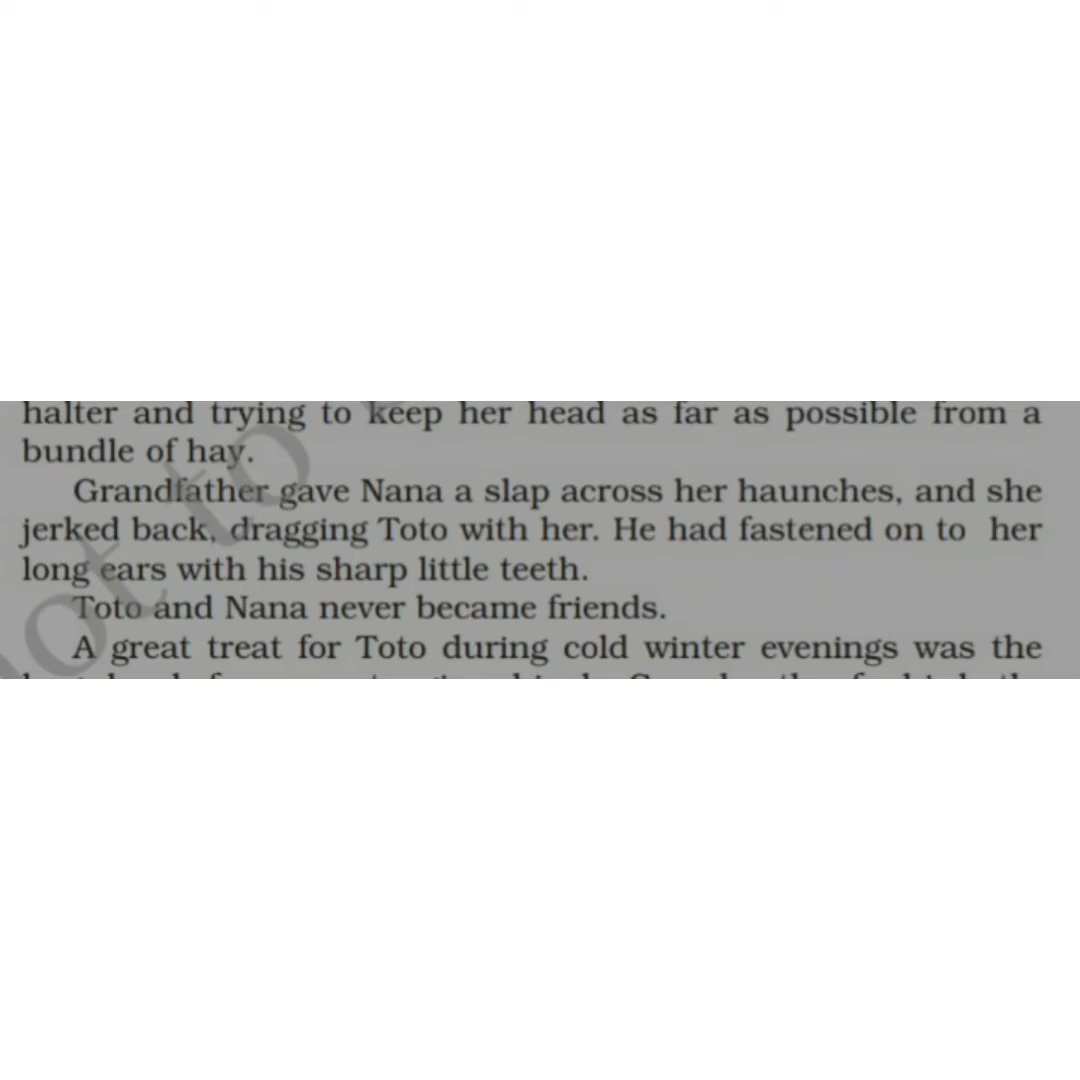 halter and trying to keep her head as far as possible from a
bundle of hay.
Grandfather gave Nana a slap across her haunches, and she
jerked back, dragging Toto with her. He had fastened on to her
long ears with his sharp little teeth.
Toto and Nana never became friends.
A great treat for Toto during cold winter evenings was the